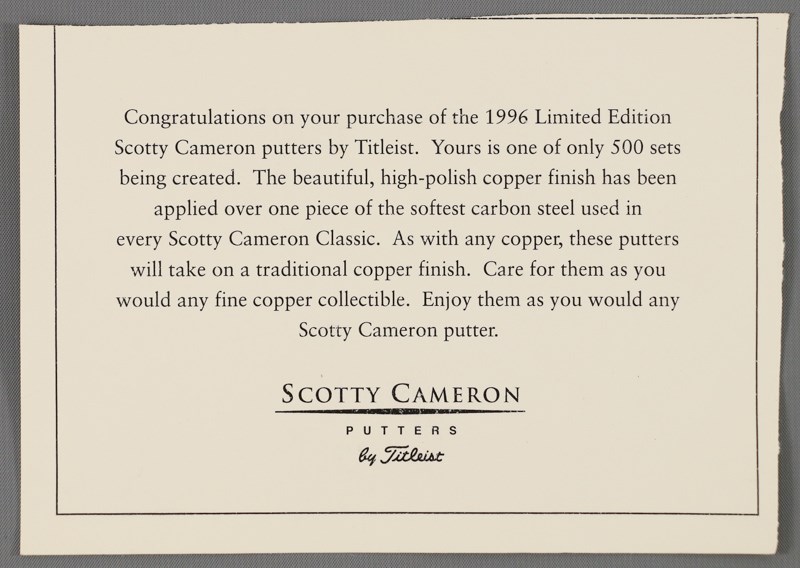 Congratulations on your purchase of the 1996 Limited Edition
Scotty Cameron putters by Titleist.  Yours is one of only 500 sets
being created.  The beautiful, high-polish copper finish has been
applied over one piece of the softest carbon steel used in
every Scotty Cameron Classic.  As with any copper, these putters
will take on a traditional copper finish.  Care for them as you
would any fine copper collectible.  Enjoy them as you would any
Scotty Cameron putter.
SCOTTY CAMERON
PUTTERS
by Titleist